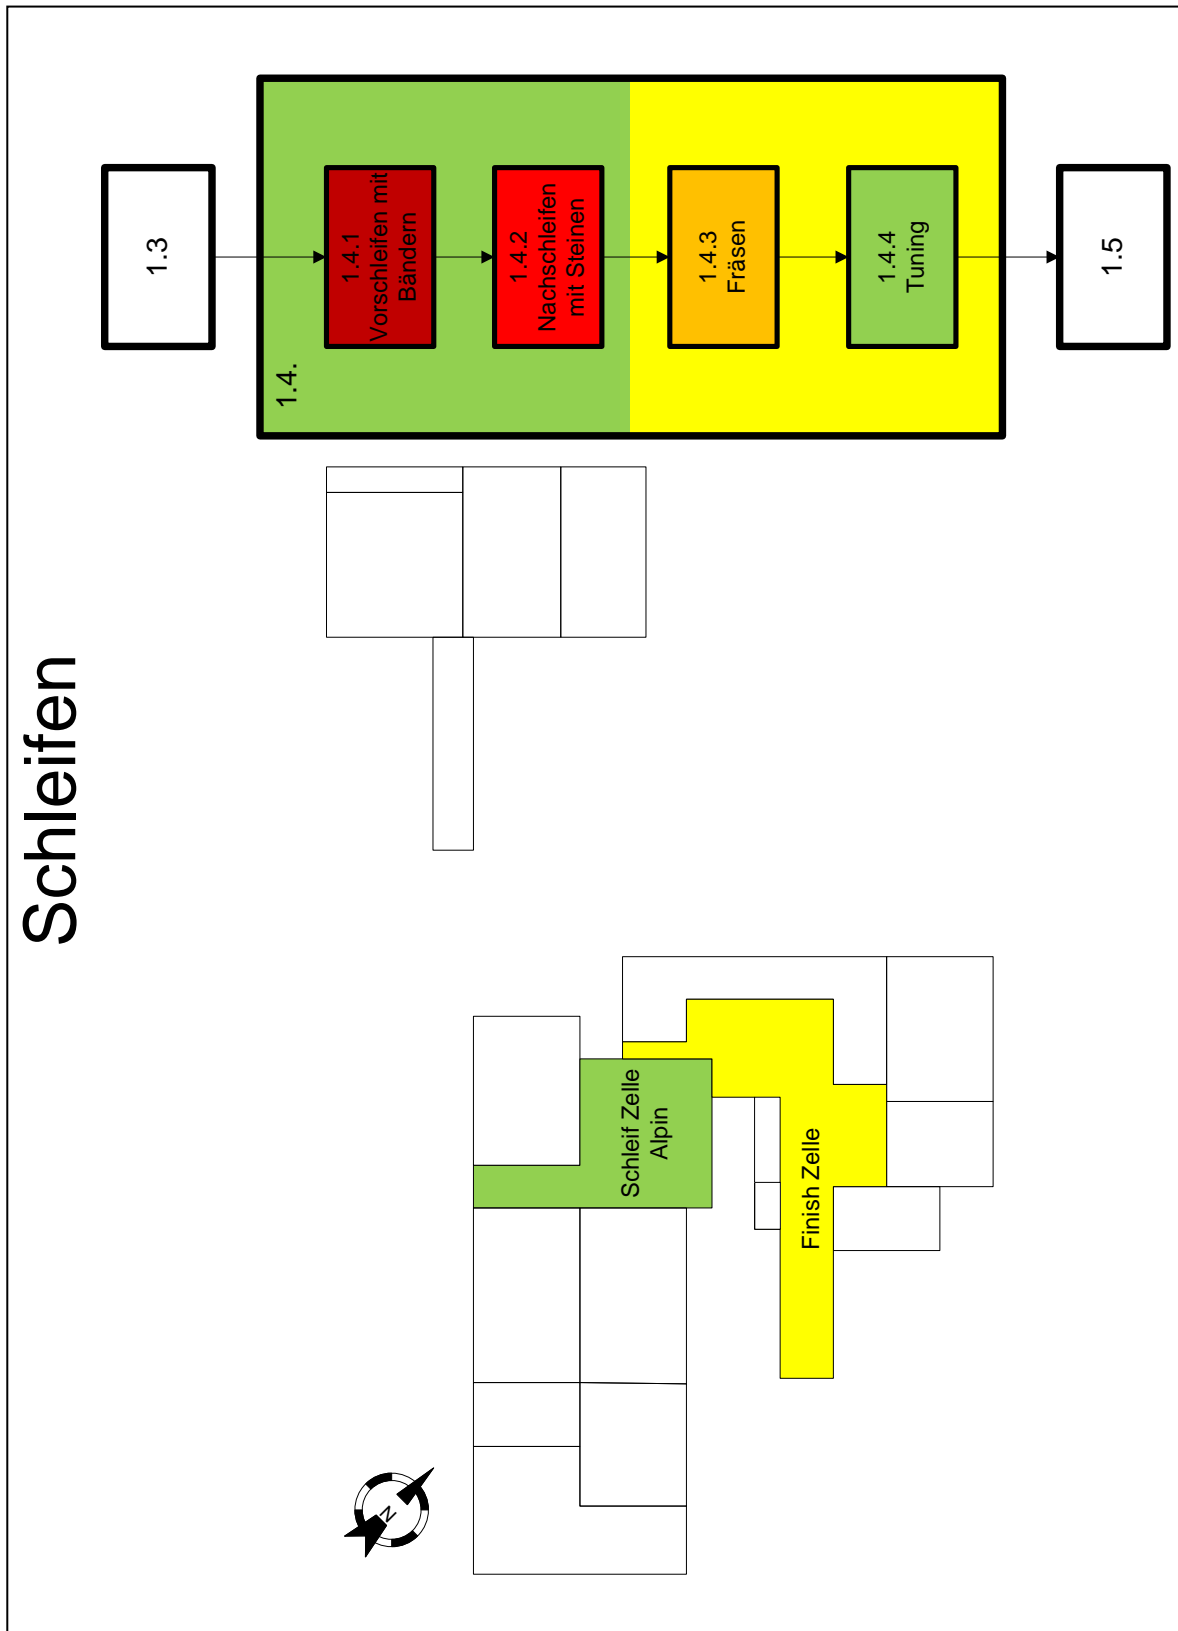 Schleifen
1.3
1.4.
1.4.1
Vorschleifen mit
Bändern
1.4.2
Nachschleifen
mit Steinen
1.4.3
Fräsen
1.4.4
Tuning
1.5
Schleif Zelle
Alpin
Finish Zelle
N